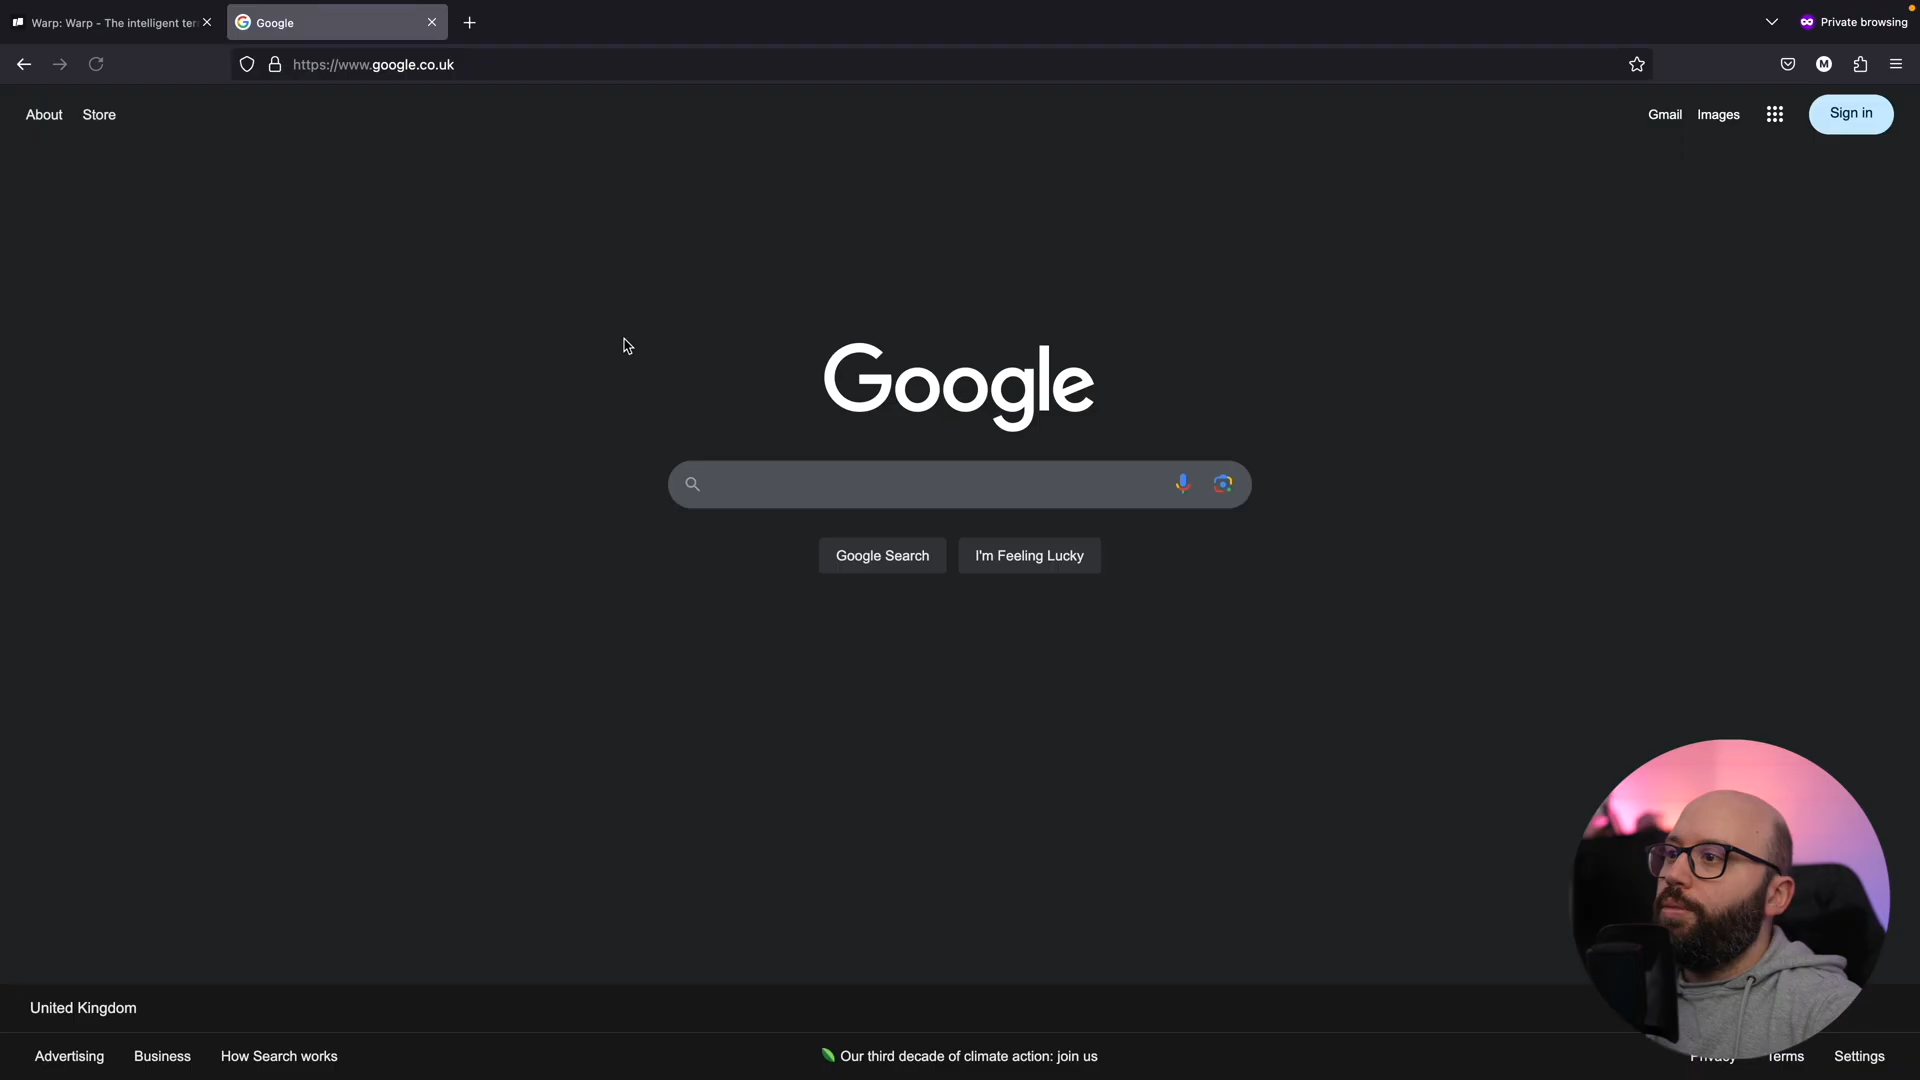 Warp: Warp - The intelligent ter
Google
Private browsing
https://www.google.co.uk
M
About
Store
Gmail
Images
Sign in
Google
Google Search
I'm Feeling Lucky
United Kingdom
Advertising
Business
How Search works
Our third decade of climate action: join us
Privacy
Terms
Settings